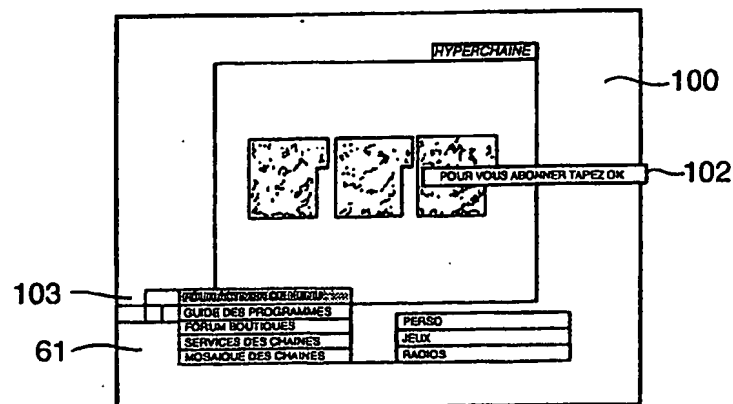 HYPERCHAINE
100
POUR VOUS ABONNER TAPEZ OK
102
103
GUIDE DES PROGRAMMES
FORUM BOUTIQUES
SERVICES DES CHAINES
MOSAIQUE DES CHAINES
PERSO
JEUX
RADIOS
61